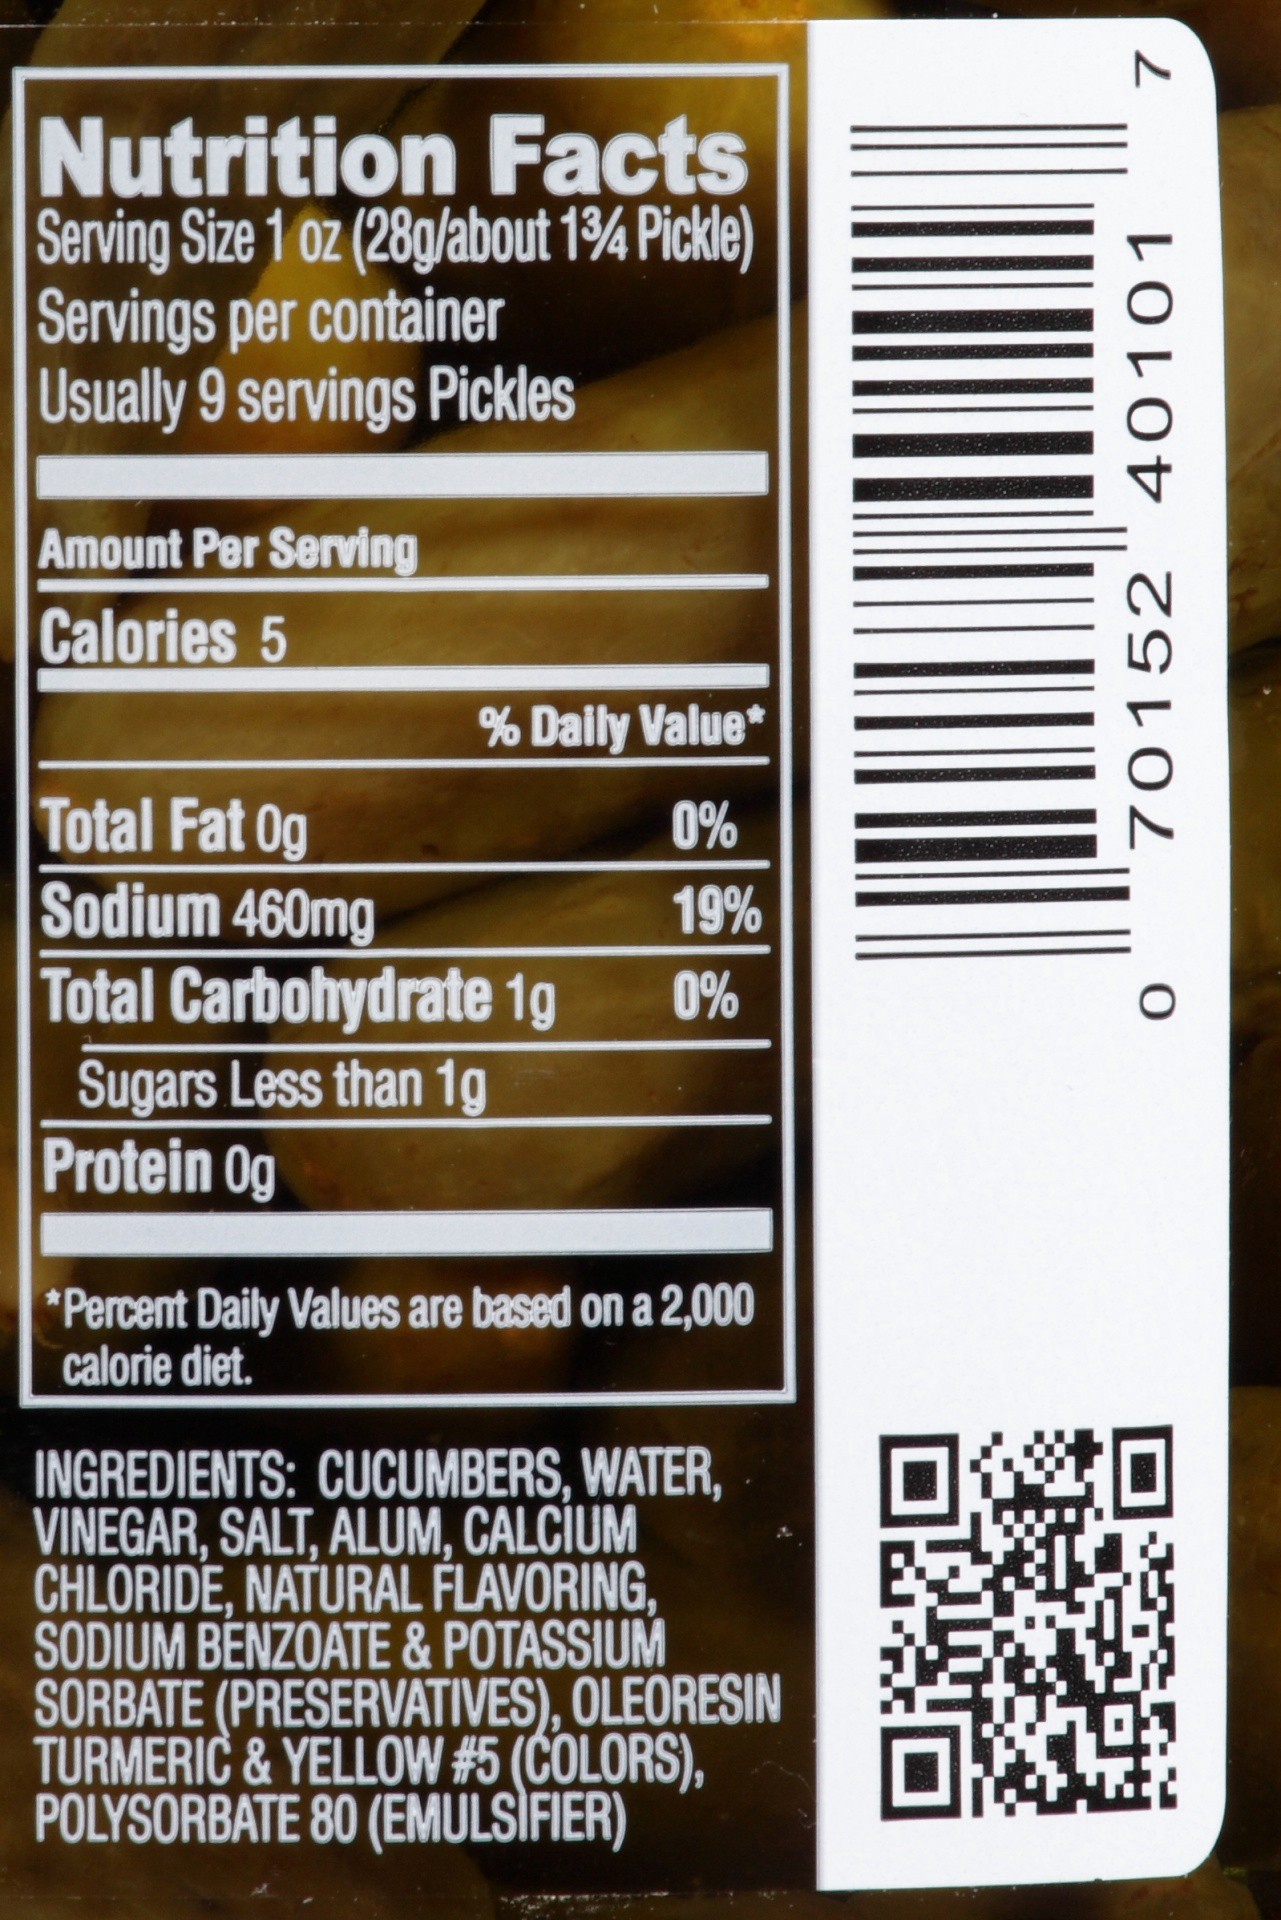 Nutrition Facts
Serving Size 1 oz (28g/about 1¾ Pickle)
Servings per container
Usually 9 servings Pickles
Amount Per Serving
Calories 5
% Daily Value*
Total Fat 0g 0%
Sodium 460mg 19%
Total Carbohydrate 1g 0%
Sugars Less than 1g
Protein 0g
*Percent Daily Values are based on a 2,000
calorie diet.
INGREDIENTS: CUCUMBERS, WATER,
VINEGAR, SALT, ALUM, CALCIUM
CHLORIDE, NATURAL FLAVORING,
SODIUM BENZOATE & POTASSIUM
SORBATE (PRESERVATIVES), OLEORESIN
TURMERIC & YELLOW #5 (COLORS),
POLYSORBATE 80 (EMULSIFIER)
0 70152 40101 7